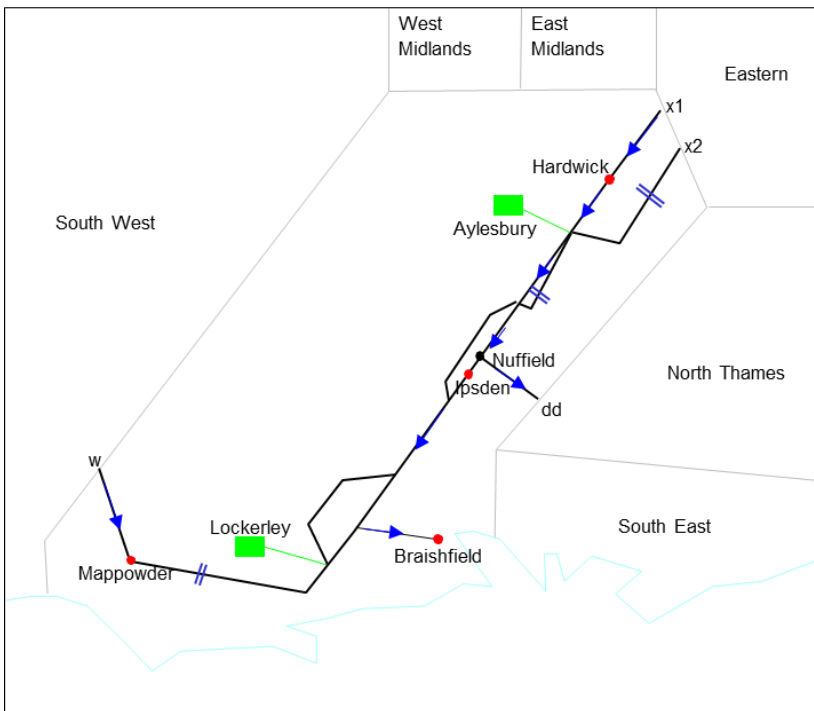 West
Midlands
East
Midlands
Eastern
x1
x2
Hardwick
South West
Aylesbury
Nuffield
Ipsden
North Thames
dd
w
Lockerley
South East
Braishfield
Mappowder